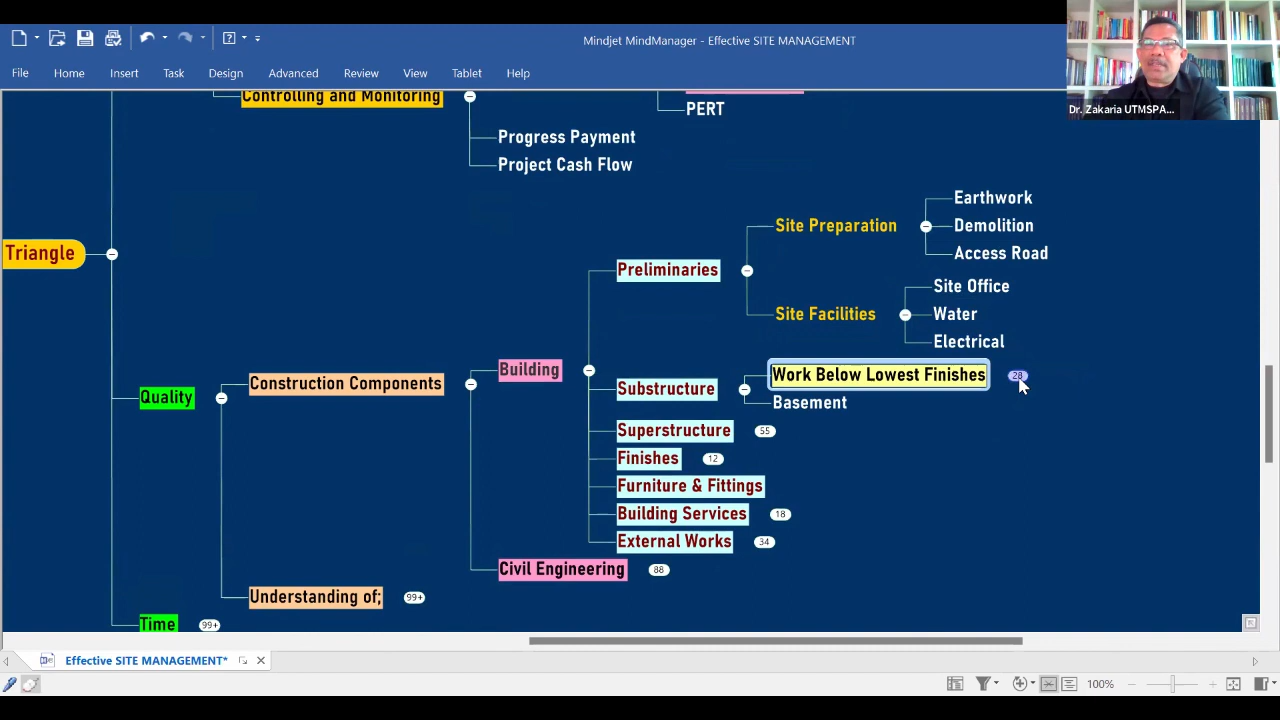 Mindjet MindManager - Effective SITE MANAGEMENT
File Home Insert Task Design Advanced Review View Tablet Help
Dr. Zakaria UTMSPA...
Controlling and Monitoring
PERT
Progress Payment
Project Cash Flow
Earthwork
Site Preparation
Demolition
Triangle
Access Road
Preliminaries
Site Office
Site Facilities
Water
Electrical
Building
Work Below Lowest Finishes 28
Construction Components
Substructure
Quality
Basement
Superstructure 55
Finishes 12
Furniture & Fittings
Building Services 18
External Works 34
Civil Engineering 88
Understanding of; 99+
Time 99+
Effective SITE MANAGEMENT*
100%